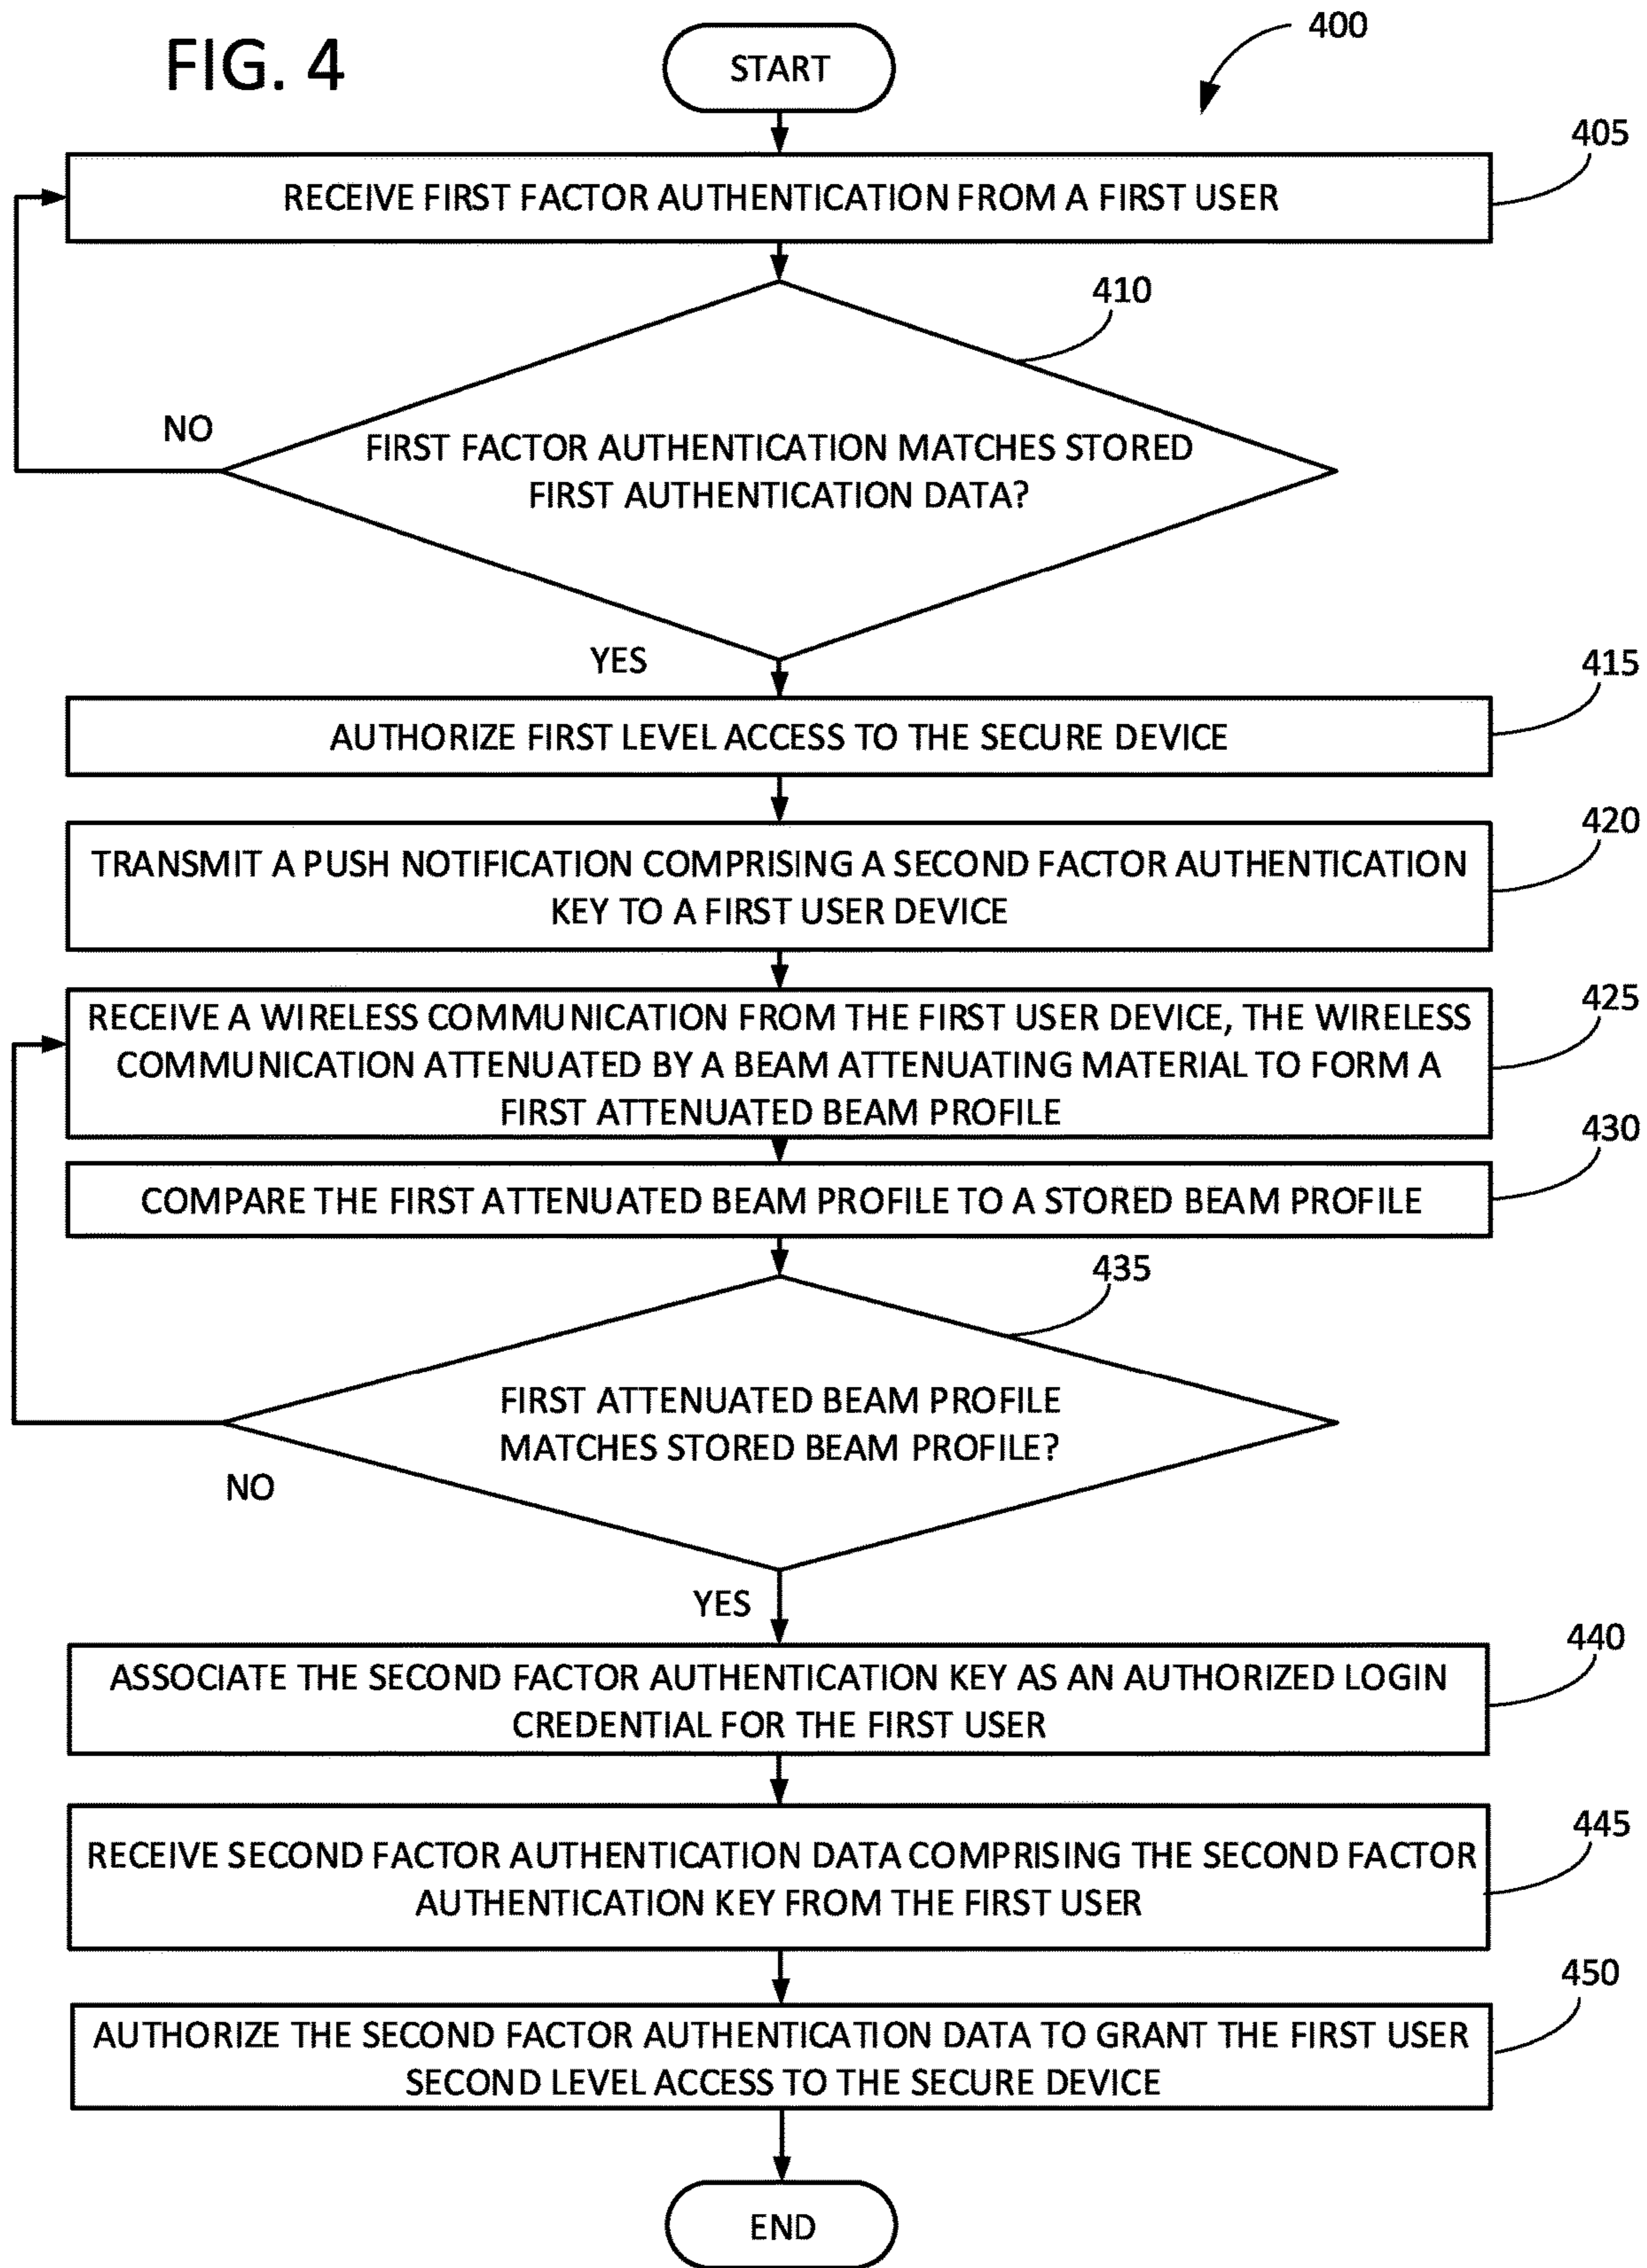 FIG. 4
START
400
405
RECEIVE FIRST FACTOR AUTHENTICATION FROM A FIRST USER
410
NO
FIRST FACTOR AUTHENTICATION MATCHES STORED
FIRST AUTHENTICATION DATA?
YES
415
AUTHORIZE FIRST LEVEL ACCESS TO THE SECURE DEVICE
420
TRANSMIT A PUSH NOTIFICATION COMPRISING A SECOND FACTOR AUTHENTICATION
KEY TO A FIRST USER DEVICE
425
RECEIVE A WIRELESS COMMUNICATION FROM THE FIRST USER DEVICE, THE WIRELESS
COMMUNICATION ATTENUATED BY A BEAM ATTENUATING MATERIAL TO FORM A
FIRST ATTENUATED BEAM PROFILE
430
COMPARE THE FIRST ATTENUATED BEAM PROFILE TO A STORED BEAM PROFILE
435
FIRST ATTENUATED BEAM PROFILE
MATCHES STORED BEAM PROFILE?
NO
YES
440
ASSOCIATE THE SECOND FACTOR AUTHENTICATION KEY AS AN AUTHORIZED LOGIN
CREDENTIAL FOR THE FIRST USER
445
RECEIVE SECOND FACTOR AUTHENTICATION DATA COMPRISING THE SECOND FACTOR
AUTHENTICATION KEY FROM THE FIRST USER
450
AUTHORIZE THE SECOND FACTOR AUTHENTICATION DATA TO GRANT THE FIRST USER
SECOND LEVEL ACCESS TO THE SECURE DEVICE
END